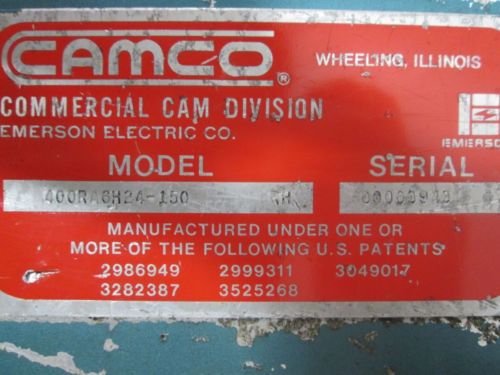 CAMCO ®
WHEELING, ILLINOIS
COMMERCIAL CAM DIVISION
EMERSON ELECTRIC CO.
EMERSO
MODEL SERIAL
400RA6H24-150 RH
MANUFACTURED UNDER ONE OR
MORE OF THE FOLLOWING U.S. PATENTS
2986949 2999311 3049017
3282387 3525268